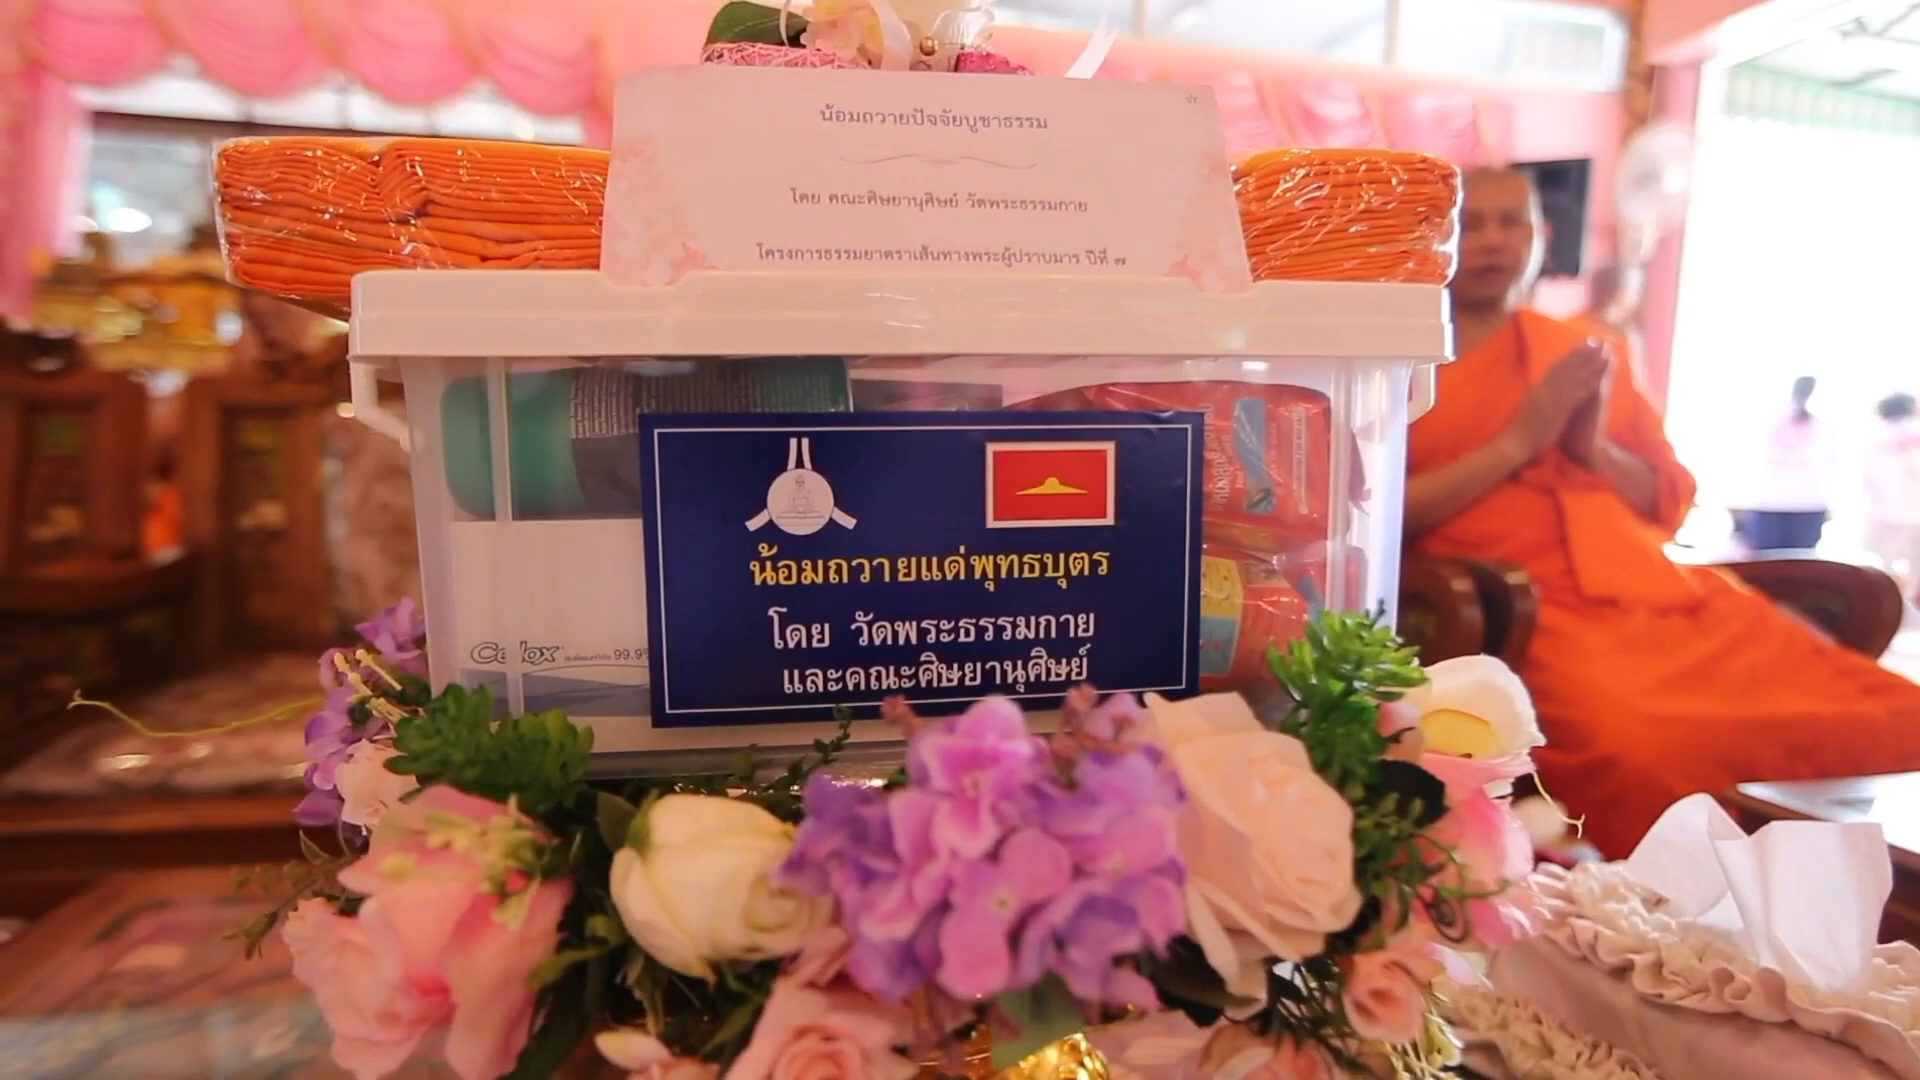 น้อมถวายปัจจัยบูชาธรรม
โดย คณะศิษยานุศิษย์ วัดพระธรรมกาย
โครงการธรรมยาตราเส้นทางพระผู้ปราบมาร ปีที่ ๗
น้อมถวายแด่พุทธบุตร
โดย วัดพระธรรมกาย
และคณะศิษยานุศิษย์
Cellox
99.9